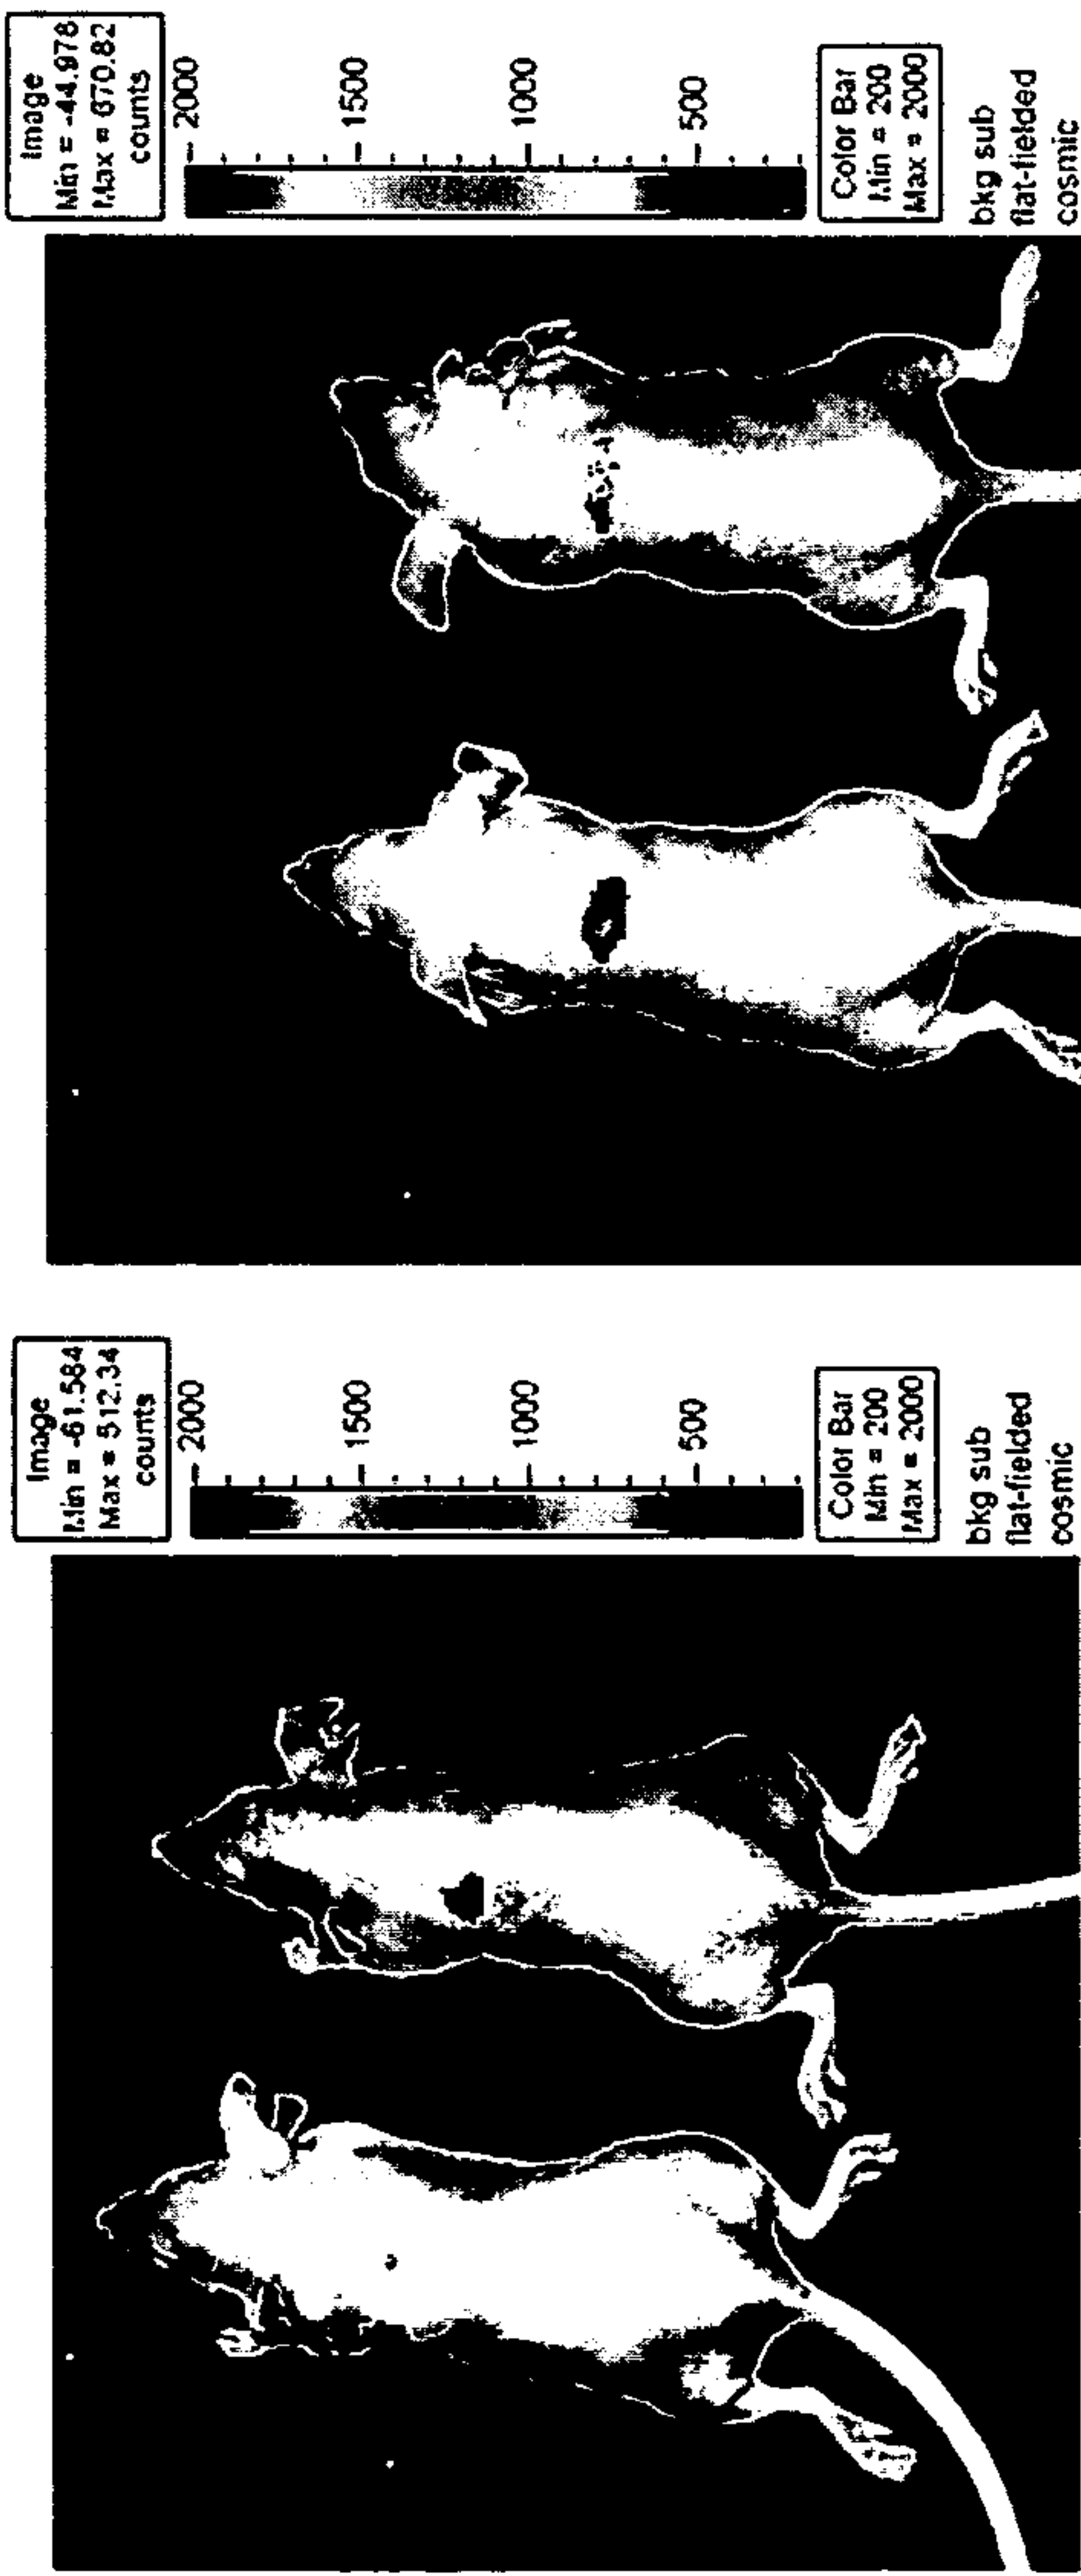 Image
Min = -44.978
Max = 670.82
counts
2000
1500
1000
500
Color Bar
Min = 200
Max = 2000
bkg sub
flat-fielded
cosmic
Image
Min = -61.584
Max = 512.34
counts
2000
1500
1000
500
Color Bar
Min = 200
Max = 2000
bkg sub
flat-fielded
cosmic